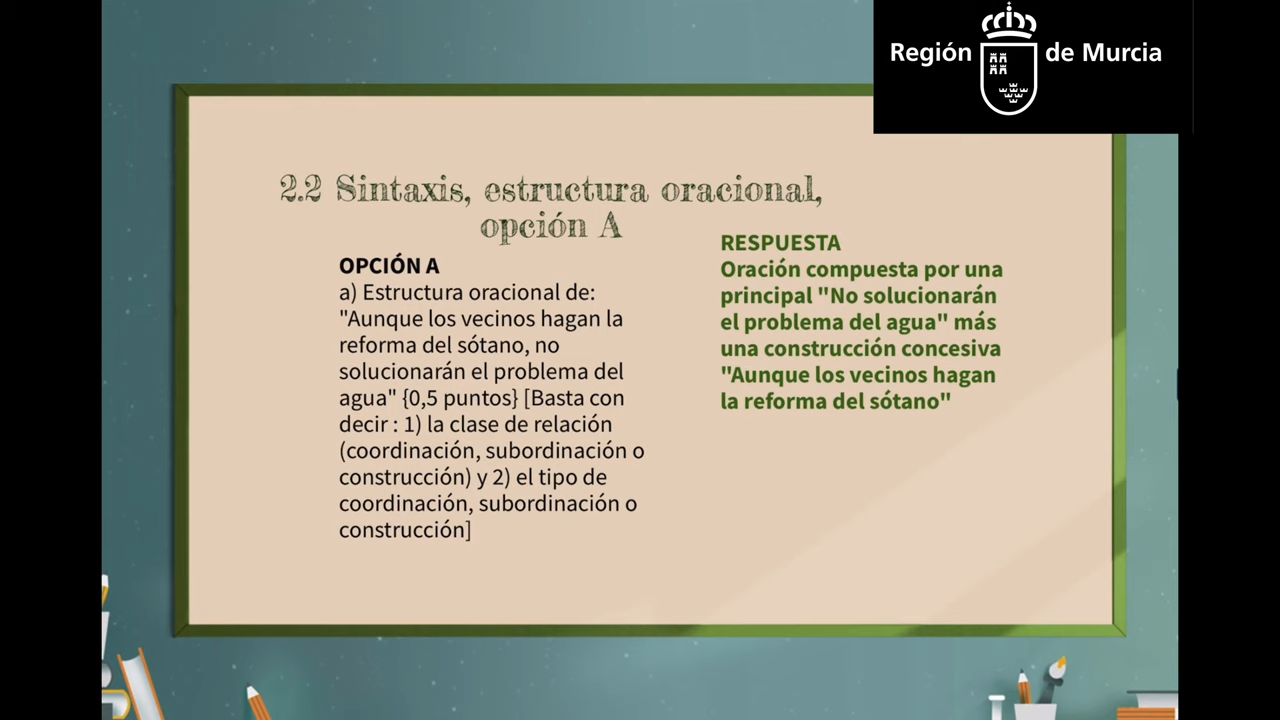 Región de Murcia
2.2 Sintaxis, estructura oracional,
opción A
OPCIÓN A
a) Estructura oracional de:
"Aunque los vecinos hagan la
reforma del sótano, no
solucionarán el problema del
agua" {0,5 puntos} [Basta con
decir : 1) la clase de relación
(coordinación, subordinación o
construcción) y 2) el tipo de
coordinación, subordinación o
construcción]
RESPUESTA
Oración compuesta por una
principal "No solucionarán
el problema del agua" más
una construcción concesiva
"Aunque los vecinos hagan
la reforma del sótano"